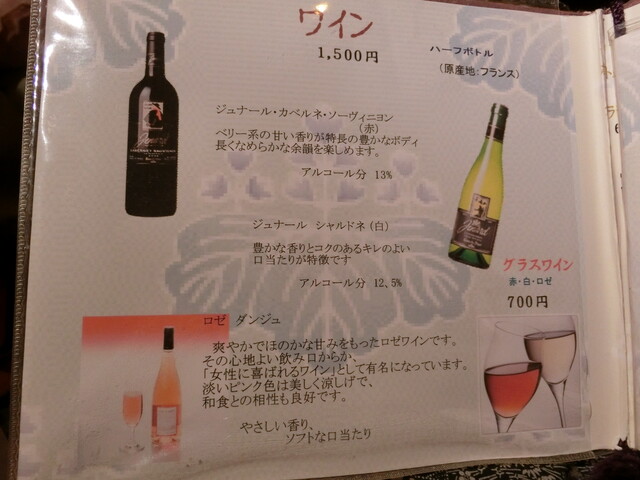 ワイン
1,500円
ハーフボトル
(原産地:フランス)
ジュナール・カベルネ・ソーヴィニヨン
(赤)
ベリー系の甘い香りが特長の豊かなボディ
長くなめらかな余韻を楽しめます。
アルコール分 13%
ジュナール シャルドネ(白)
豊かな香りとコクのあるキレのよい
口当たりが特徴です
アルコール分 12,5%
グラスワイン
赤・白・ロゼ
700円
ロゼ ダンジュ
爽やかでほのかな甘みをもったロゼワインです。
その心地よい飲み口からか、
「女性に喜ばれるワイン」として有名になっています。
淡いピンク色は美しく涼しげで、
和食との相性も良好です。
やさしい香り、
ソフトな口当たり